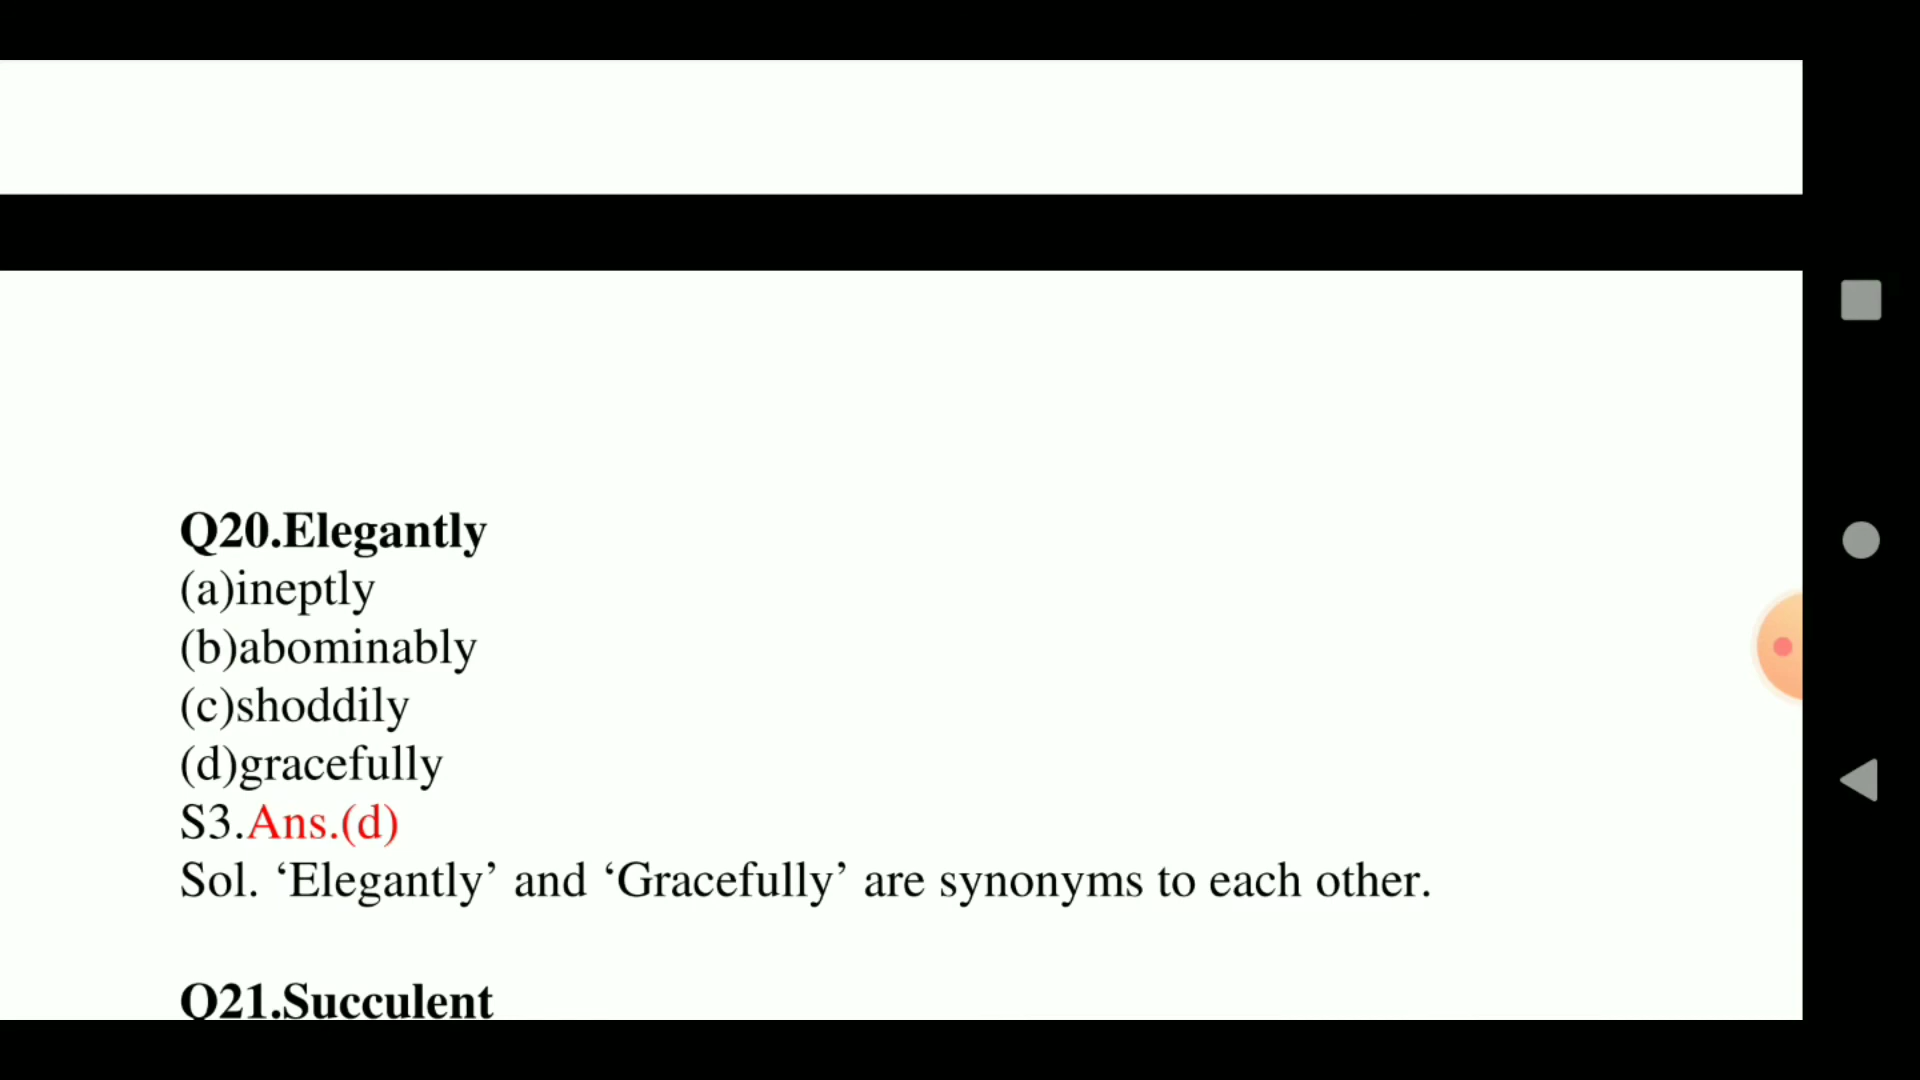 Q20.Elegantly
(a)ineptly
(b)abominably
(c)shoddily
(d)gracefully
S3.Ans.(d)
Sol. ‘Elegantly’ and ‘Gracefully’ are synonyms to each other.
Q21.Succulent